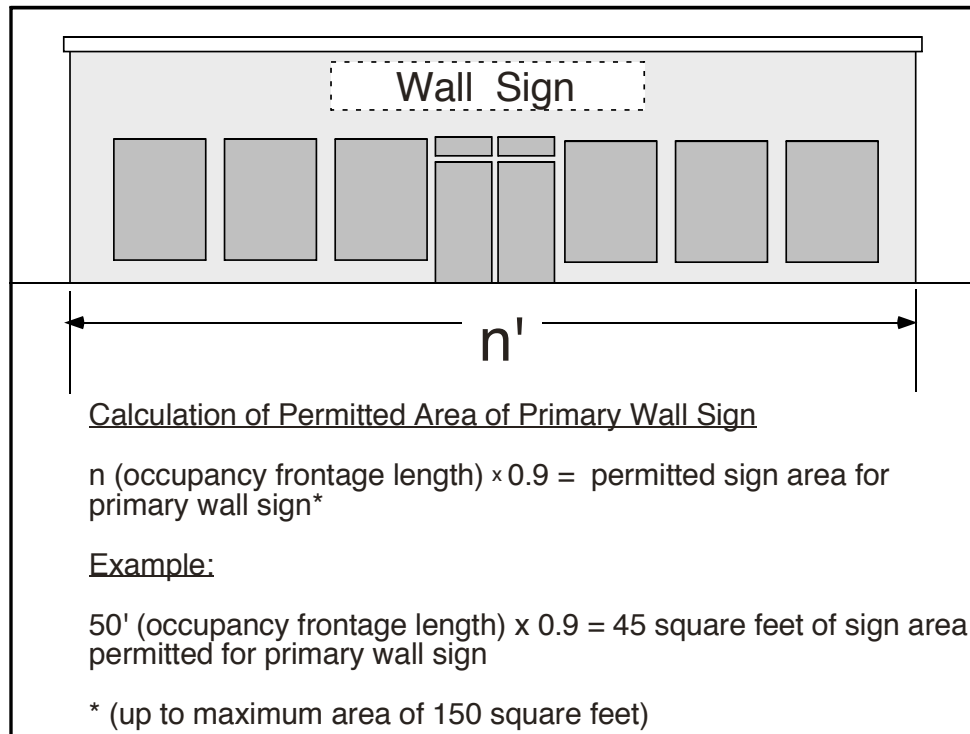 Wall Sign
n'
Calculation of Permitted Area of Primary Wall Sign
n (occupancy frontage length) x 0.9 = permitted sign area for
primary wall sign*
Example:
50' (occupancy frontage length) x 0.9 = 45 square feet of sign area
permitted for primary wall sign
* (up to maximum area of 150 square feet)